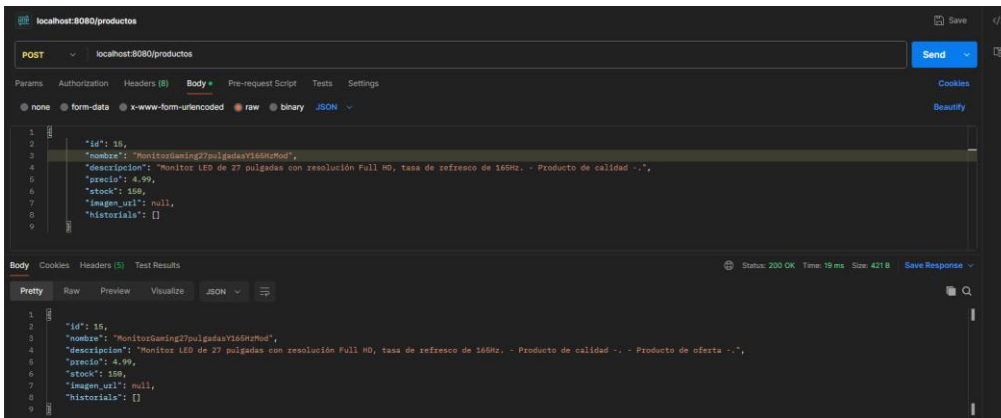 localhost:8080/productos
Save
POST localhost:8080/productos Send
Params Authorization Headers (8) Body Pre-request Script Tests Settings Cookies
none form-data x-www-form-urlencoded raw binary JSON Beautify
1 {
2 "id": 15,
3 "nombre": "MonitorGaming27pulgadasY165HzMod",
4 "descripcion": "Monitor LED de 27 pulgadas con resolución Full HD, tasa de refresco de 165Hz. - Producto de calidad -.",
5 "precio": 4.99,
6 "stock": 150,
7 "imagen_url": null,
8 "historials": []
9 }
Body Cookies Headers (5) Test Results Status: 200 OK Time: 19 ms Size: 421 B Save Response
Pretty Raw Preview Visualize JSON
1 {
2 "id": 15,
3 "nombre": "MonitorGaming27pulgadasY165HzMod",
4 "descripcion": "Monitor LED de 27 pulgadas con resolución Full HD, tasa de refresco de 165Hz. - Producto de calidad -. - Producto de oferta -.",
5 "precio": 4.99,
6 "stock": 150,
7 "imagen_url": null,
8 "historials": []
9 }